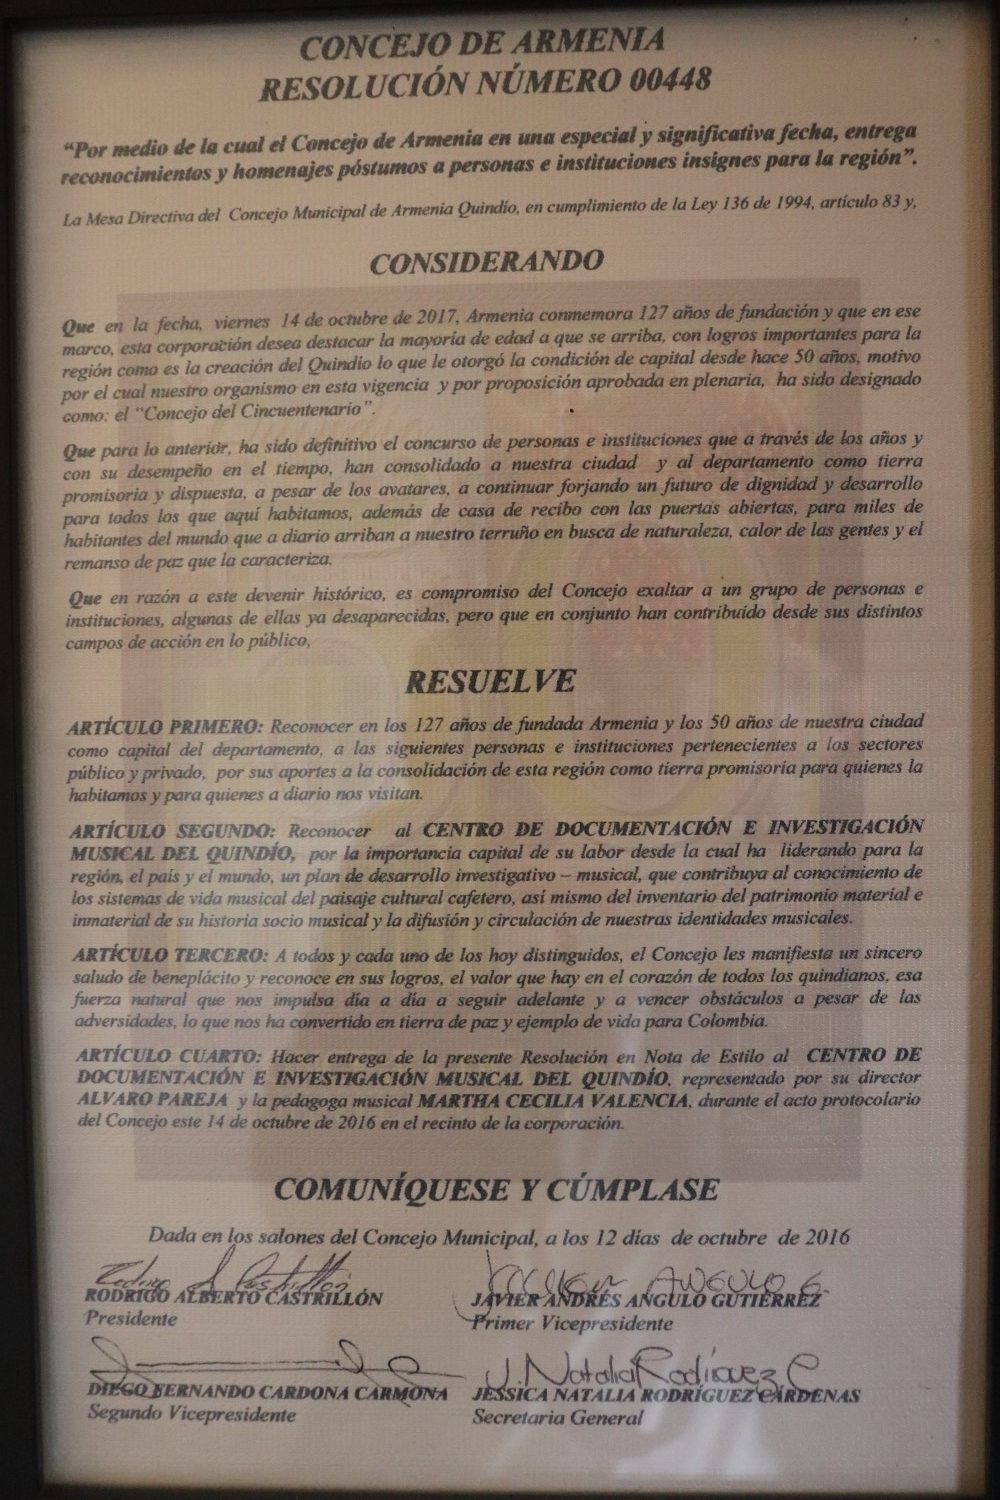 CONCEJO DE ARMENIA
RESOLUCIÓN NÚMERO 00448
“Por medio de la cual el Concejo de Armenia en una especial y significativa fecha, entrega
reconocimientos y homenajes póstumos a personas e instituciones insignes para la región”.
La Mesa Directiva del Concejo Municipal de Armenia Quindío, en cumplimiento de la Ley 136 de 1994, artículo 83 y,
CONSIDERANDO
Que en la fecha, viernes 14 de octubre de 2017, Armenia conmemora 127 años de fundación y que en ese
marco, esta corporación desea destacar la mayoría de edad a que se arriba, con logros importantes para la
región como es la creación del Quindío lo que le otorgó la condición de capital desde hace 50 años, motivo
por el cual nuestro organismo en esta vigencia y por proposición aprobada en plenaria, ha sido designado
como: el “Concejo del Cincuentenario”.
Que para lo anterior, ha sido definitivo el concurso de personas e instituciones que a través de los años y
con su desempeño en el tiempo, han consolidado a nuestra ciudad y al departamento como tierra
promisoria y dispuesta, a pesar de los avatares, a continuar forjando un futuro de dignidad y desarrollo
para todos los que aquí habitamos, además de casa de recibo con las puertas abiertas, para miles de
habitantes del mundo que a diario arriban a nuestro terruño en busca de naturaleza, calor de las gentes y el
remanso de paz que la caracteriza.
Que en razón a este devenir histórico, es compromiso del Concejo exaltar a un grupo de personas e
instituciones, algunas de ellas ya desaparecidas, pero que en conjunto han contribuido desde sus distintos
campos de acción en lo público,
RESUELVE
ARTÍCULO PRIMERO: Reconocer en los 127 años de fundada Armenia y los 50 años de nuestra ciudad
como capital del departamento, a las siguientes personas e instituciones pertenecientes a los sectores
público y privado, por sus aportes a la consolidación de esta región como tierra promisoria para quienes la
habitamos y para quienes a diario nos visitan.
ARTÍCULO SEGUNDO: Reconocer al CENTRO DE DOCUMENTACIÓN E INVESTIGACIÓN
MUSICAL DEL QUINDÍO, por la importancia capital de su labor desde la cual ha liderando para la
región, el país y el mundo, un plan de desarrollo investigativo – musical, que contribuya al conocimiento de
los sistemas de vida musical del paisaje cultural cafetero, así mismo del inventario del patrimonio material e
inmaterial de su historia socio musical y la difusión y circulación de nuestras identidades musicales.
ARTÍCULO TERCERO: A todos y cada uno de los hoy distinguidos, el Concejo les manifiesta un sincero
saludo de beneplácito y reconoce en sus logros, el valor que hay en el corazón de todos los quindianos, esa
fuerza natural que nos impulsa día a día a seguir adelante y a vencer obstáculos a pesar de las
adversidades, lo que nos ha convertido en tierra de paz y ejemplo de vida para Colombia.
ARTÍCULO CUARTO: Hacer entrega de la presente Resolución en Nota de Estilo al CENTRO DE
DOCUMENTACIÓN E INVESTIGACIÓN MUSICAL DEL QUINDÍO, representado por su director
ALVARO PAREJA y la pedagoga musical MARTHA CECILIA VALENCIA, durante el acto protocolario
del Concejo este 14 de octubre de 2016 en el recinto de la corporación.
COMUNÍQUESE Y CÚMPLASE
Dada en los salones del Concejo Municipal, a los 12 días de octubre de 2016
RODRIGO ALBERTO CASTRILLÓN
Presidente
JAVIER ANDRÉS ANGULO GUTIÉRREZ
Primer Vicepresidente
J. Natalia Rodríguez C
DIEGO FERNANDO CARDONA CARMONA
Segundo Vicepresidente
JESSICA NATALIA RODRÍGUEZ CÁRDENAS
Secretaria General